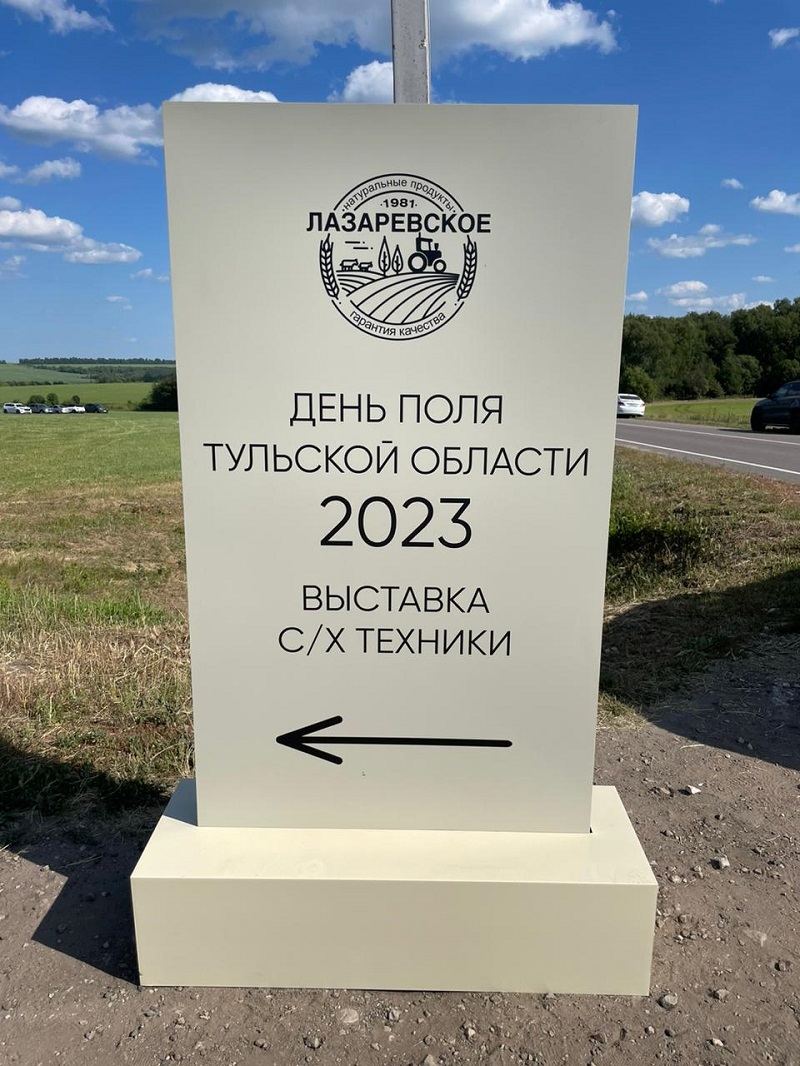 натуральные продукты
·1981·
ЛАЗАРЕВСКОЕ
гарантия качества
ДЕНЬ ПОЛЯ
ТУЛЬСКОЙ ОБЛАСТИ
2023
ВЫСТАВКА
С/Х ТЕХНИКИ